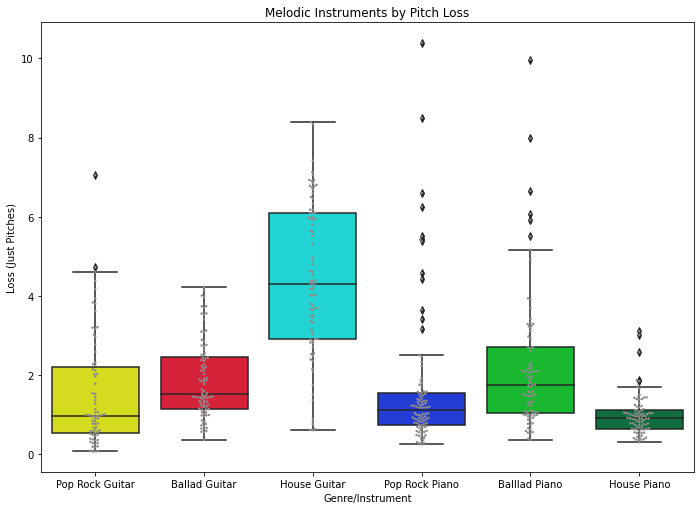 Melodic Instruments by Pitch Loss
Loss (Just Pitches)
10
8
6
4
2
0
Pop Rock Guitar
Ballad Guitar
House Guitar
Pop Rock Piano
Balllad Piano
House Piano
Genre/Instrument